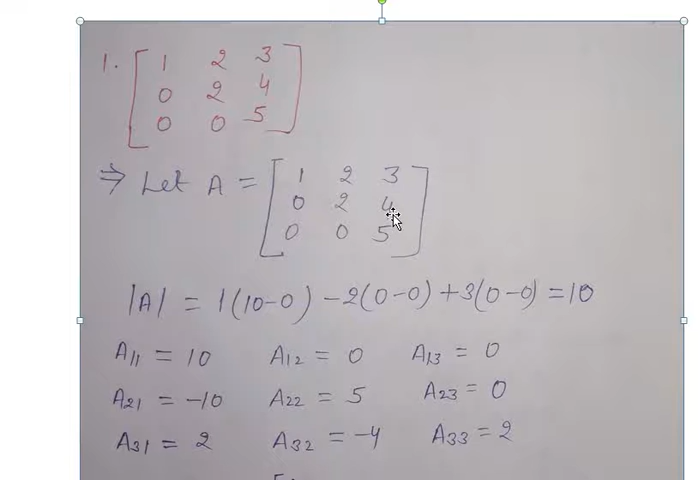 1. [ 1 2 3
0 2 4
0 0 5 ]
⇒ Let A = [ 1 2 3
0 2 4
0 0 5 ]
|A| = 1(10-0) -2(0-0) +3(0-0) = 10
A11 = 10 A12 = 0 A13 = 0
A21 = -10 A22 = 5 A23 = 0
A31 = 2 A32 = -4 A33 = 2